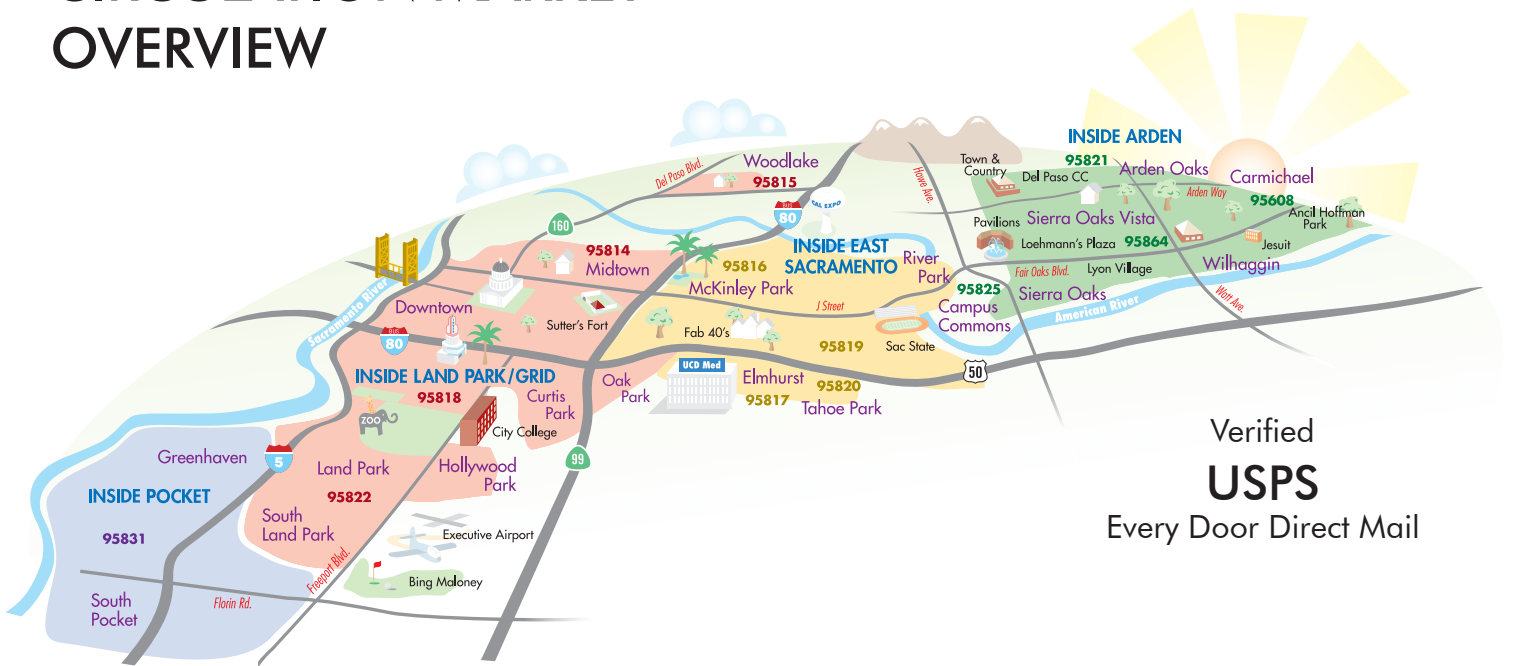 OVERVIEW
INSIDE ARDEN
Town &
Country
95821
Del Paso CC
Arden Oaks
Carmichael
Arden Way
95608
Ancil Hoffman
Park
Howe Ave.
Pavilions
Sierra Oaks Vista
Loehmann's Plaza
95864
Jesuit
Fair Oaks Blvd.
Lyon Village
Wilhaggin
95825
Sierra Oaks
Campus
Commons
American River
Watt Ave.
Del Paso Blvd.
Woodlake
95815
BUS
80
CAL EXPO
160
INSIDE EAST
SACRAMENTO
River
Park
95814
Midtown
95816
McKinley Park
J Street
Downtown
Sacramento River
Sutter's Fort
Fab 40's
95819
Sac State
BUS
80
UCD Med
Elmhurst
95820
95817
Tahoe Park
50
INSIDE LAND PARK/GRID
95818
Curtis
Park
Oak
Park
ZOO
City College
99
Greenhaven
5
Land Park
Hollywood
Park
INSIDE POCKET
95822
95831
South
Land Park
Executive Airport
Freeport Blvd.
Bing Maloney
South
Pocket
Florin Rd.
Verified
USPS
Every Door Direct Mail